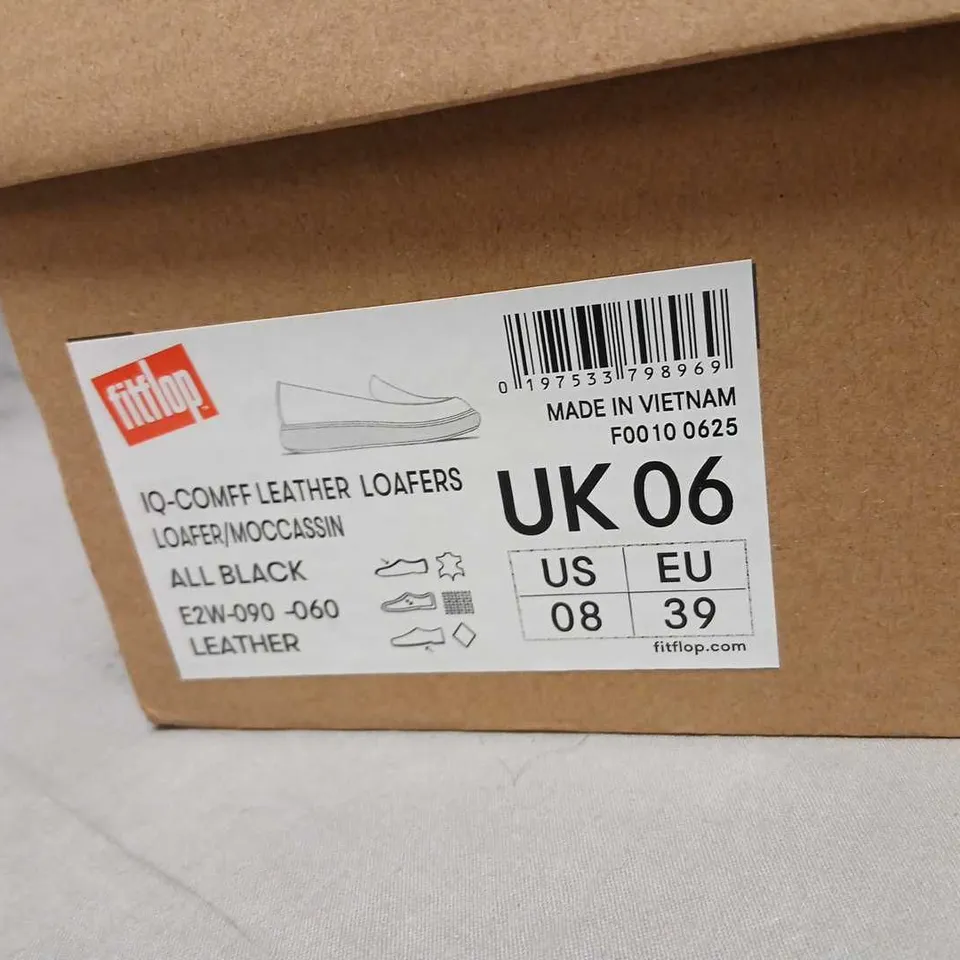 fitflop
IQ-COMFF LEATHER LOAFERS
LOAFER/MOCCASSIN
ALL BLACK
E2W-090 -060
LEATHER
0 197533 798969
MADE IN VIETNAM
F0010 0625
UK 06
US EU
08 39
fitflop.com